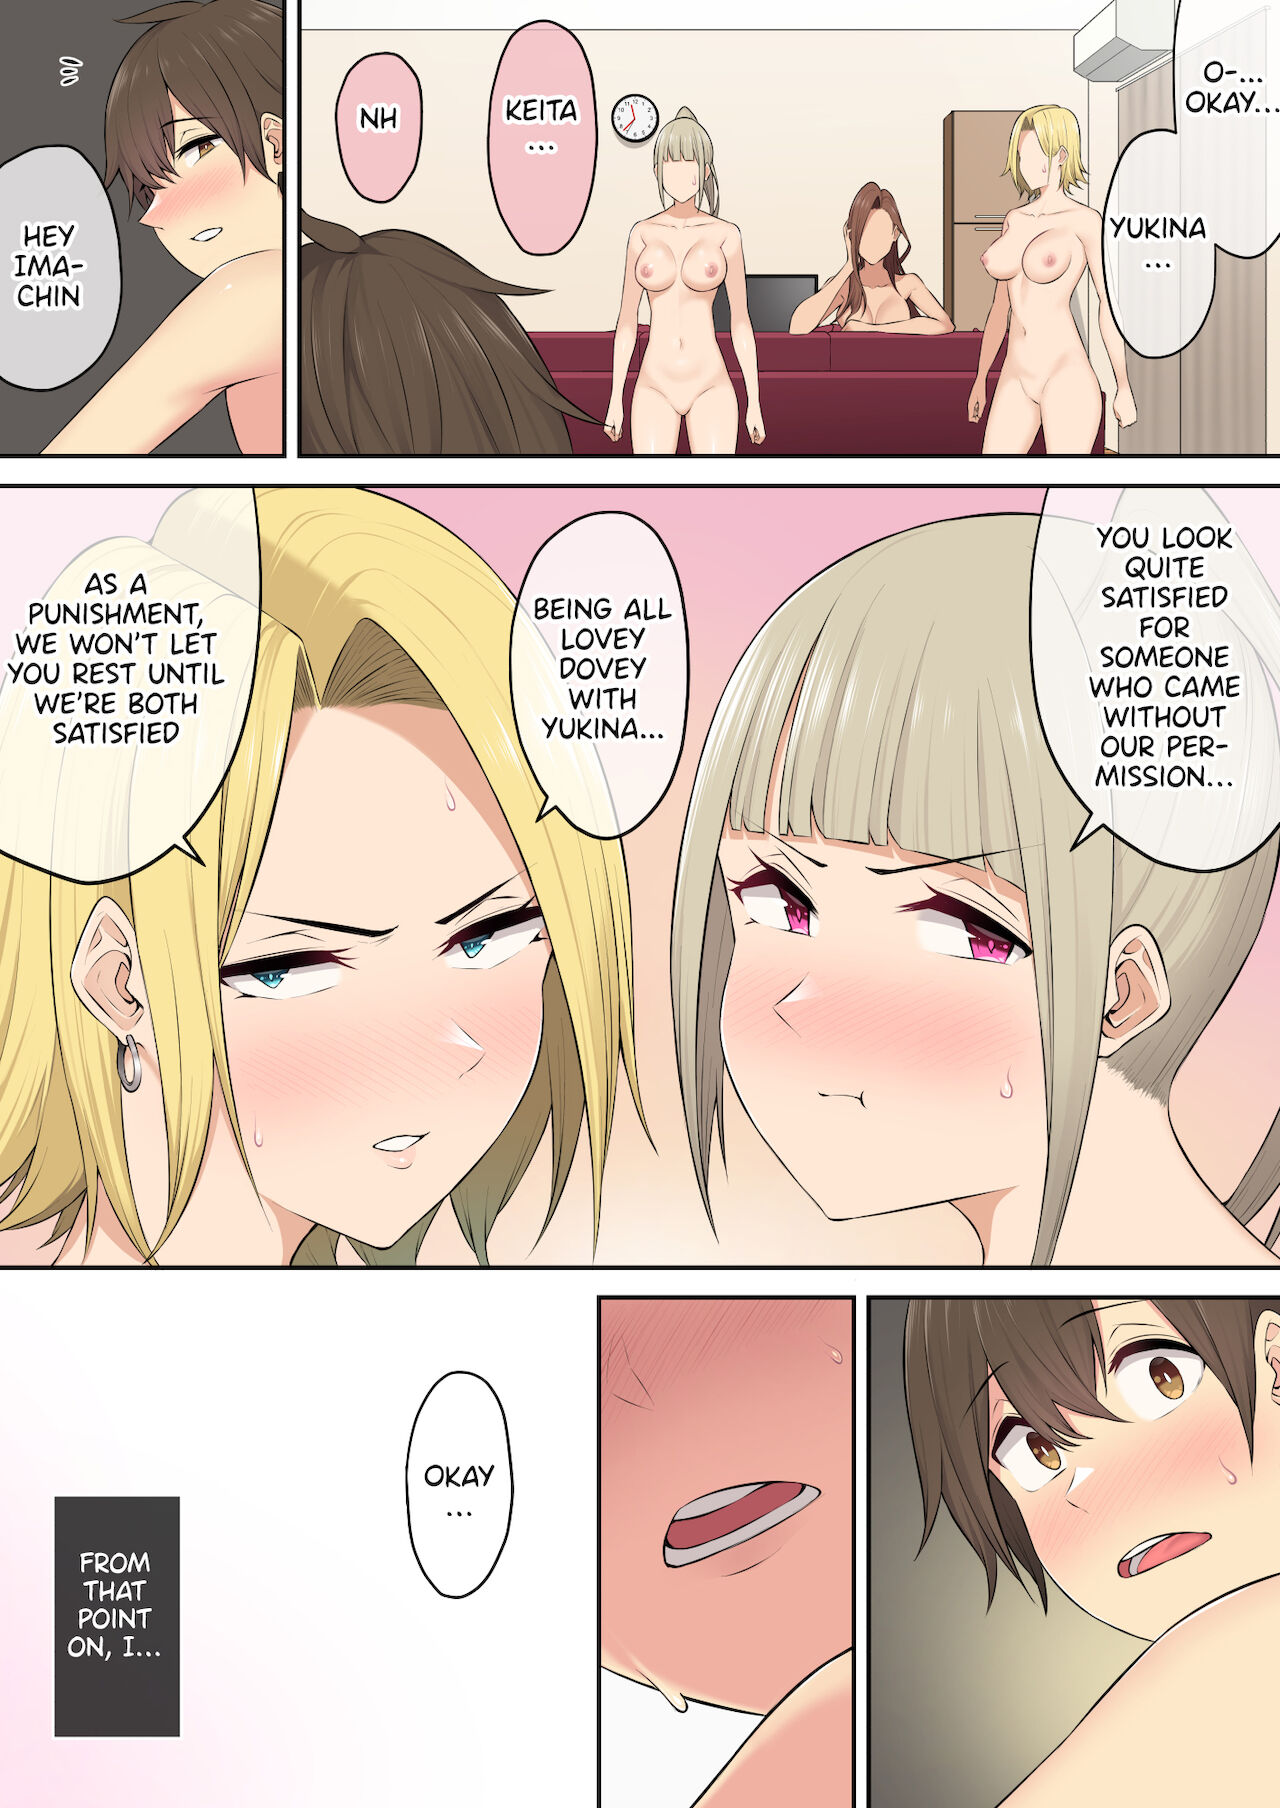 O-...
OKAY...
YUKINA
...
KEITA
...
NH
HEY
IMA-
CHIN
YOU LOOK
QUITE
SATISFIED
FOR
SOMEONE
WHO CAME
WITHOUT
OUR PER-
MISSION...
BEING ALL
LOVEY
DOVEY
WITH
YUKINA...
AS A
PUNISHMENT,
WE WON'T LET
YOU REST UNTIL
WE'RE BOTH
SATISFIED
OKAY
...
FROM
THAT
POINT
ON, I...